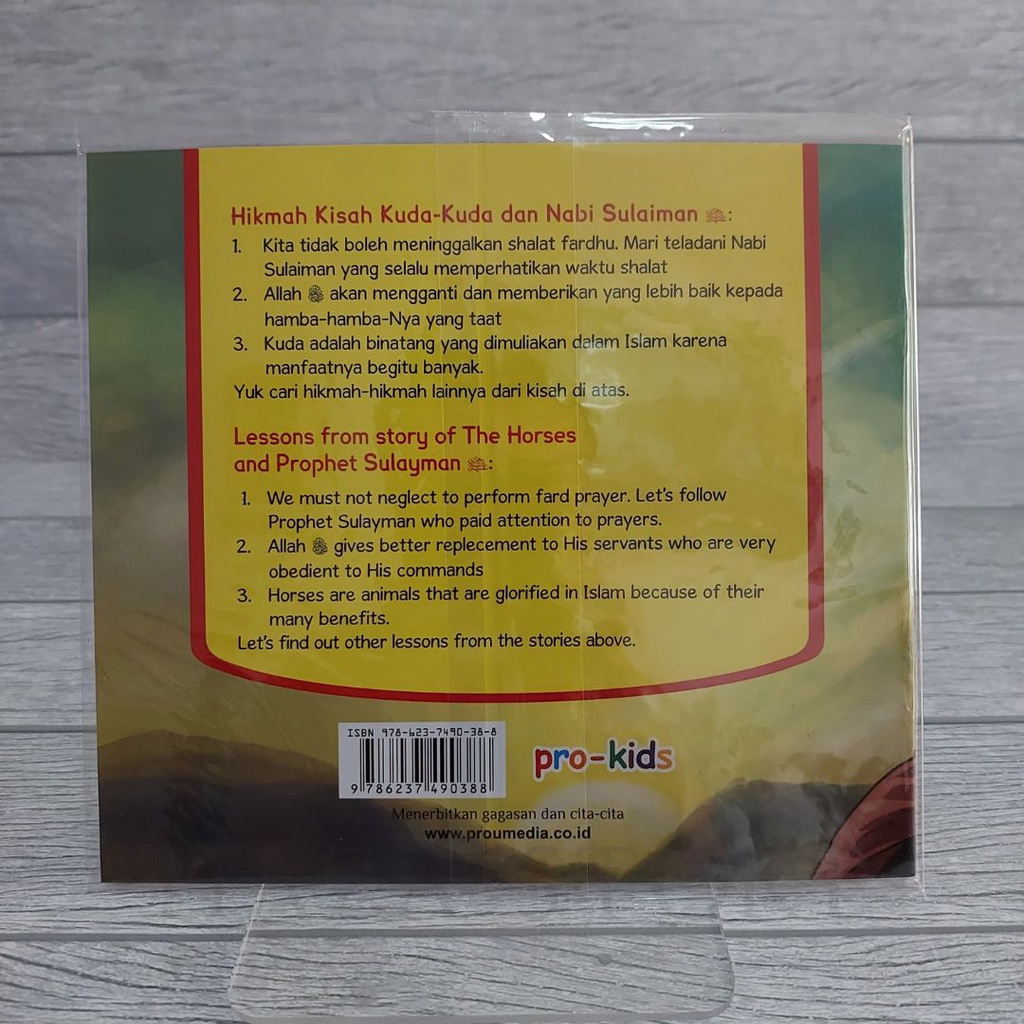 Hikmah Kisah Kuda-Kuda dan Nabi Sulaiman :
1. Kita tidak boleh meninggalkan shalat fardhu. Mari teladani Nabi
Sulaiman yang selalu memperhatikan waktu shalat
2. Allah ﷻ akan mengganti dan memberikan yang lebih baik kepada
hamba-hamba-Nya yang taat
3. Kuda adalah binatang yang dimuliakan dalam Islam karena
manfaatnya begitu banyak.
Yuk cari hikmah-hikmah lainnya dari kisah di atas.
Lessons from story of The Horses
and Prophet Sulayman :
1. We must not neglect to perform fard prayer. Let's follow
Prophet Sulayman who paid attention to prayers.
2. Allah ﷻ gives better replecement to His servants who are very
obedient to His commands
3. Horses are animals that are glorified in Islam because of their
many benefits.
Let's find out other lessons from the stories above.
ISBN 978-623-7490-38-8
9 786237 490388
pro-kids
Menerbitkan gagasan dan cita-cita
www.proumedia.co.id